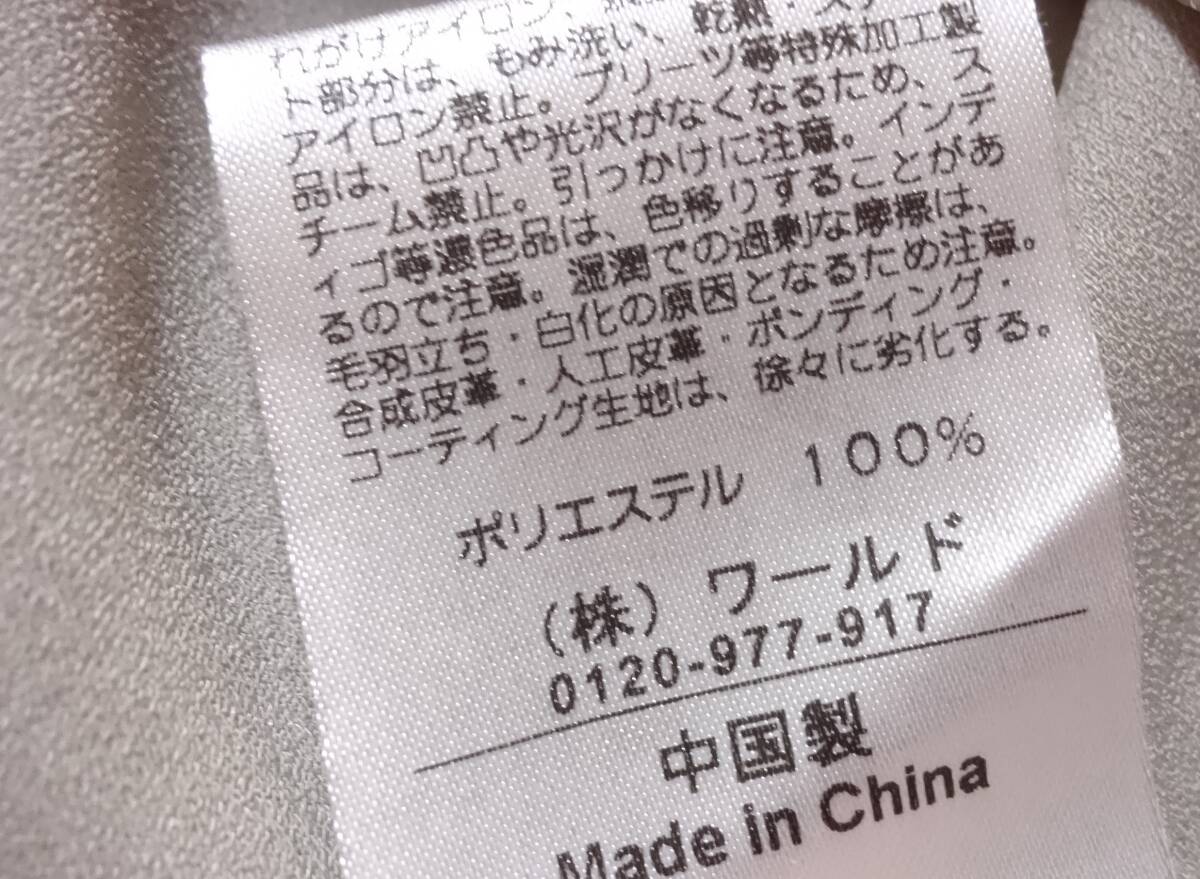 れがけアイロン、
ト部分は、もみ洗い、乾熱・ス
アイロン禁止。プリーツ等特殊加工製
品は、凹凸や光沢がなくなるため、ス
チーム禁止。引っかけに注意。インデ
ィゴ等濃色品は、色移りすることがあ
るので注意。湿潤での過剰な摩擦は、
毛羽立ち・白化の原因となるため注意。
合成皮革・人工皮革・ボンディング・
コーティング生地は、徐々に劣化する。
ポリエステル 100%
(株) ワールド
0120-977-917
中国製
Made in China